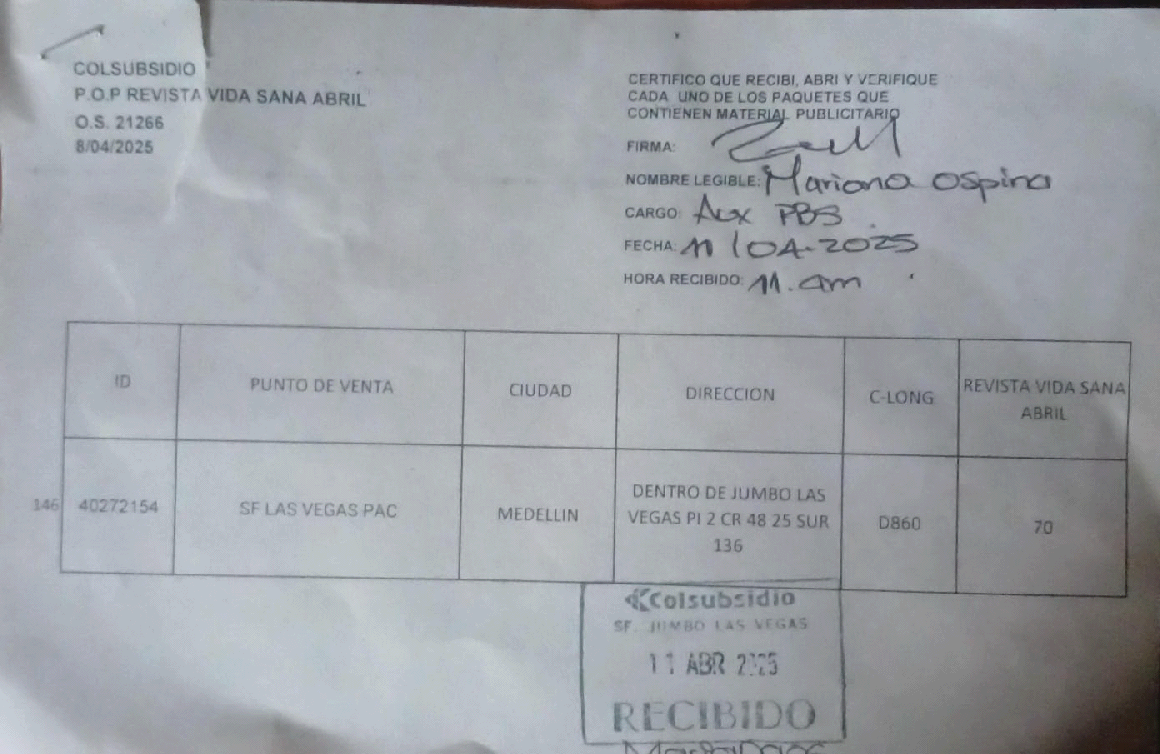 COLSUBSIDIO
P.O.P REVISTA VIDA SANA ABRIL
O.S. 21266
8/04/2025
CERTIFICO QUE RECIBI, ABRI Y VERIFIQUE
CADA UNO DE LOS PAQUETES QUE
CONTIENEN MATERIAL PUBLICITARIO
FIRMA:
NOMBRE LEGIBLE: Mariana Ospina
CARGO: Aux PBS
FECHA: 11/04-2025
HORA RECIBIDO: 11.am
ID
PUNTO DE VENTA
CIUDAD
DIRECCION
C-LONG
REVISTA VIDA SANA
ABRIL
146
40272154
SF LAS VEGAS PAC
MEDELLIN
DENTRO DE JUMBO LAS
VEGAS PI 2 CR 48 25 SUR
136
D860
70
Colsubsidio
SF. JUMBO LAS VEGAS
11 ABR 2025
RECIBIDO